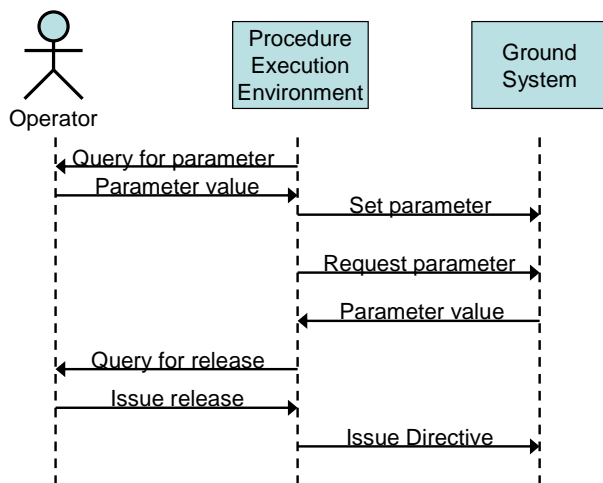 Procedure
Execution
Environment
Ground
System
Operator
Query for parameter
Parameter value
Set parameter
Request parameter
Parameter value
Query for release
Issue release
Issue Directive